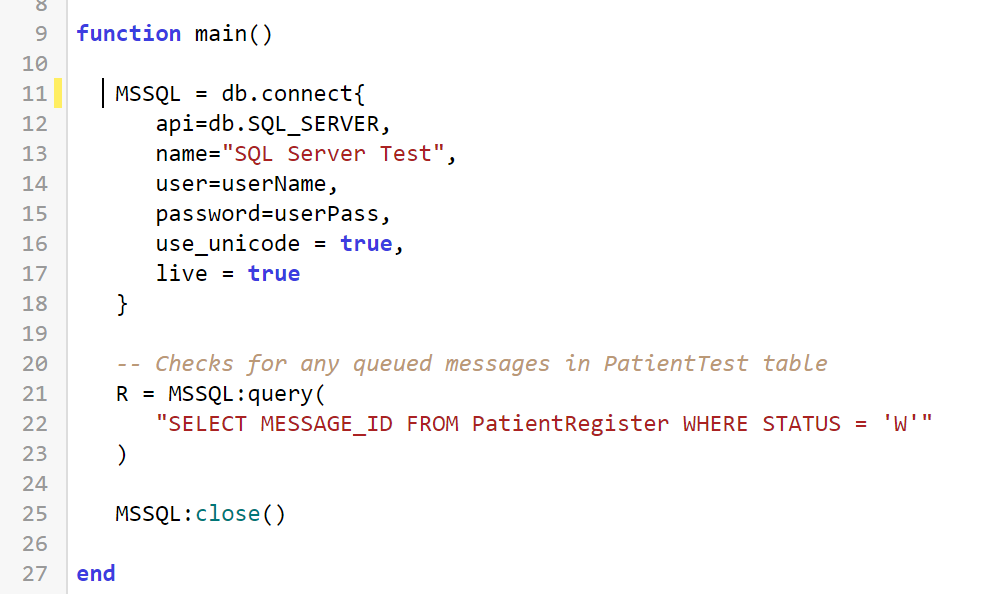 8
9 function main()
10
11 MSSQL = db.connect{
12 api=db.SQL_SERVER,
13 name="SQL Server Test",
14 user=userName,
15 password=userPass,
16 use_unicode = true,
17 live = true
18 }
19
20 -- Checks for any queued messages in PatientTest table
21 R = MSSQL:query(
22 "SELECT MESSAGE_ID FROM PatientRegister WHERE STATUS = 'W'"
23 )
24
25 MSSQL:close()
26
27 end